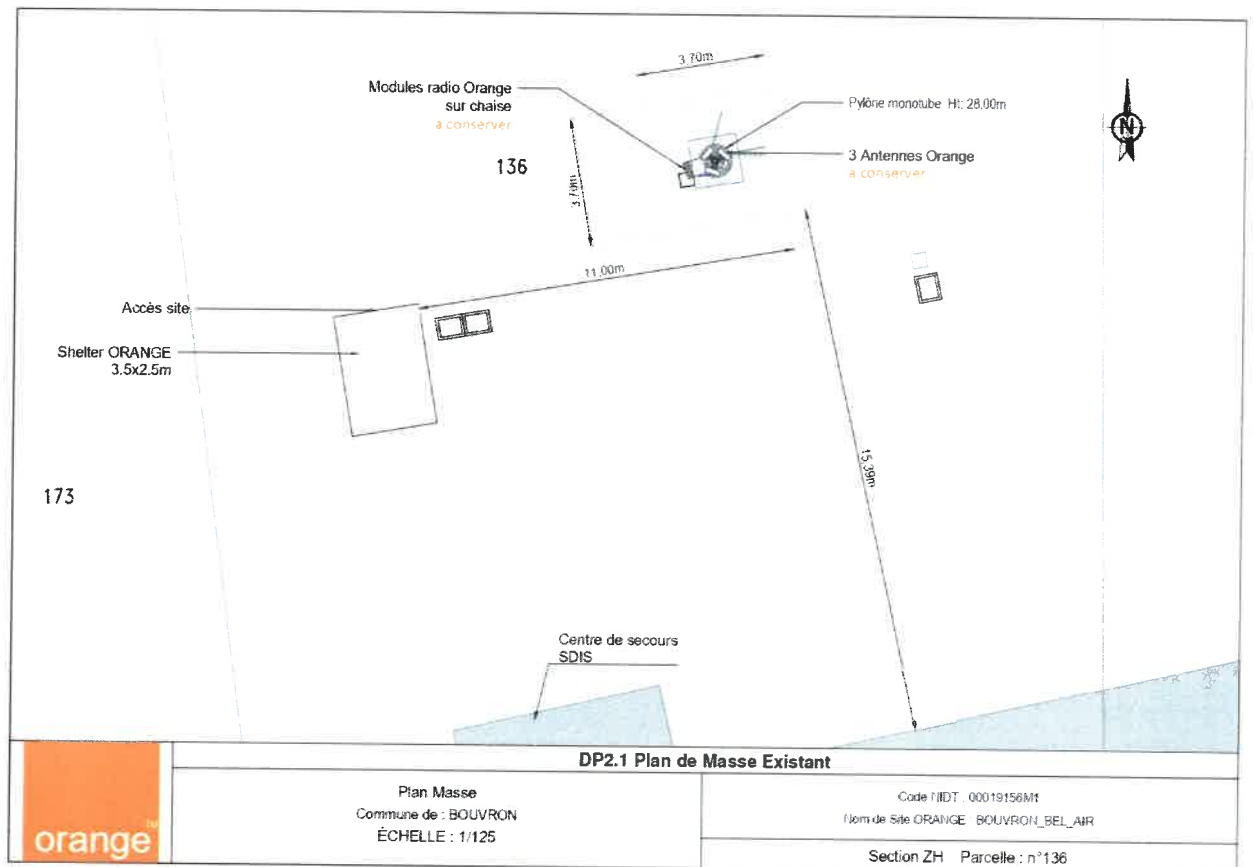 3,70m
Modules radio Orange
sur chaise
à conserver
Pylône monotube Ht: 28.00m
N
136
3 Antennes Orange
à conserver
3,70m
11,00m
Accès site
Shelter ORANGE
3.5x2.5m
15,39m
173
Centre de secours
SDIS
DP2.1 Plan de Masse Existant
orange
TM
Plan Masse
Commune de : BOUVRON
ÉCHELLE : 1/125
Code NIDT : 00019156M1
Nom de Site ORANGE BOUVRON_BEL_AIR
Section ZH Parcelle : n°136